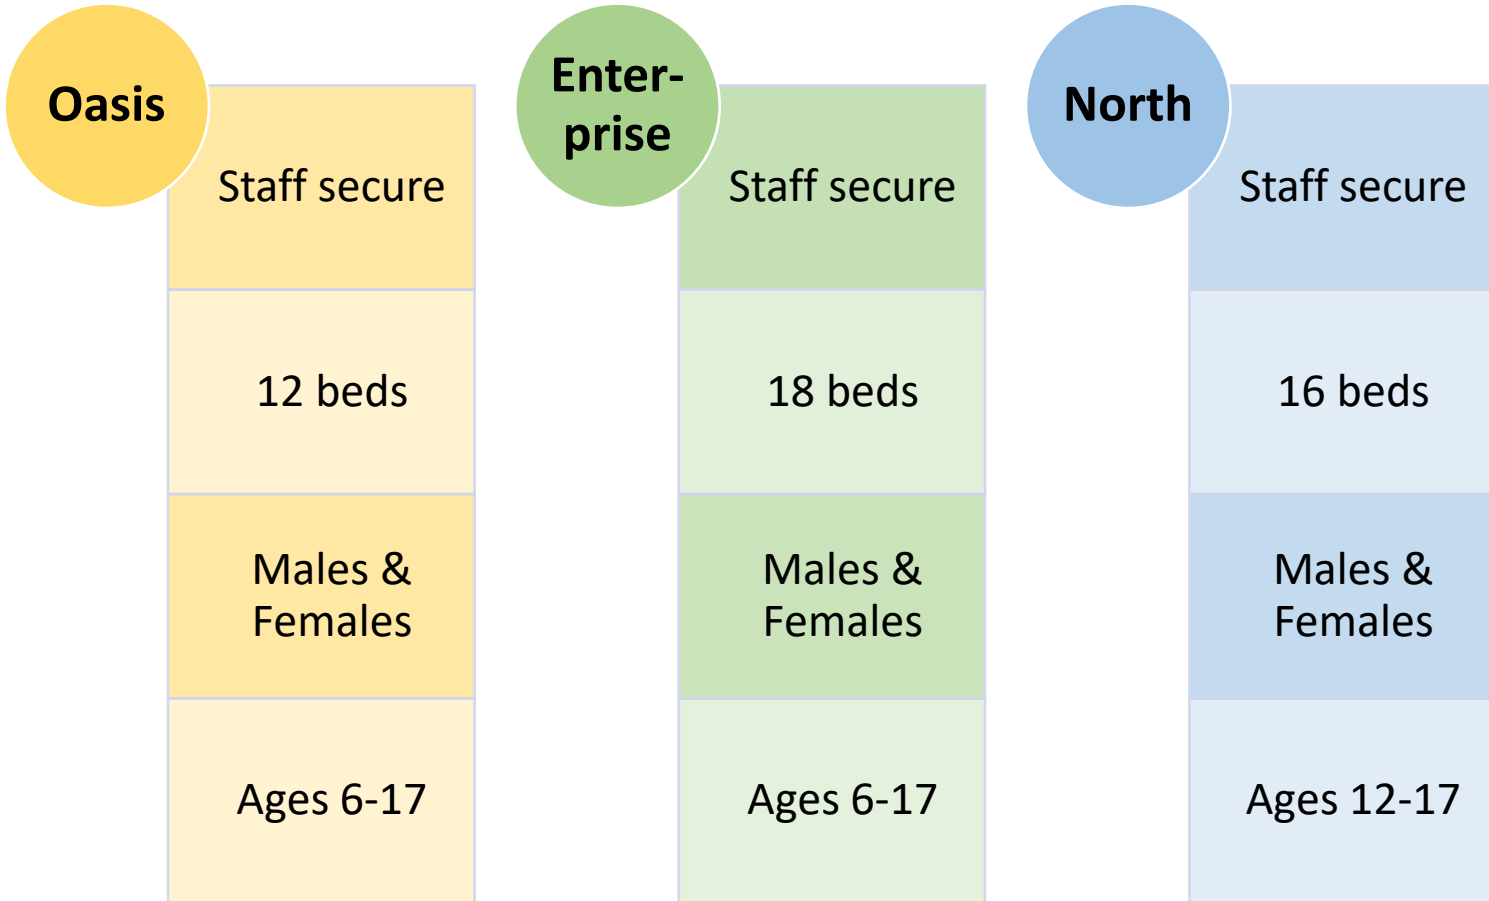 Oasis
Staff secure
12 beds
Males &
Females
Ages 6-17
Enter-
prise
Staff secure
18 beds
Males &
Females
Ages 6-17
North
Staff secure
16 beds
Males &
Females
Ages 12-17